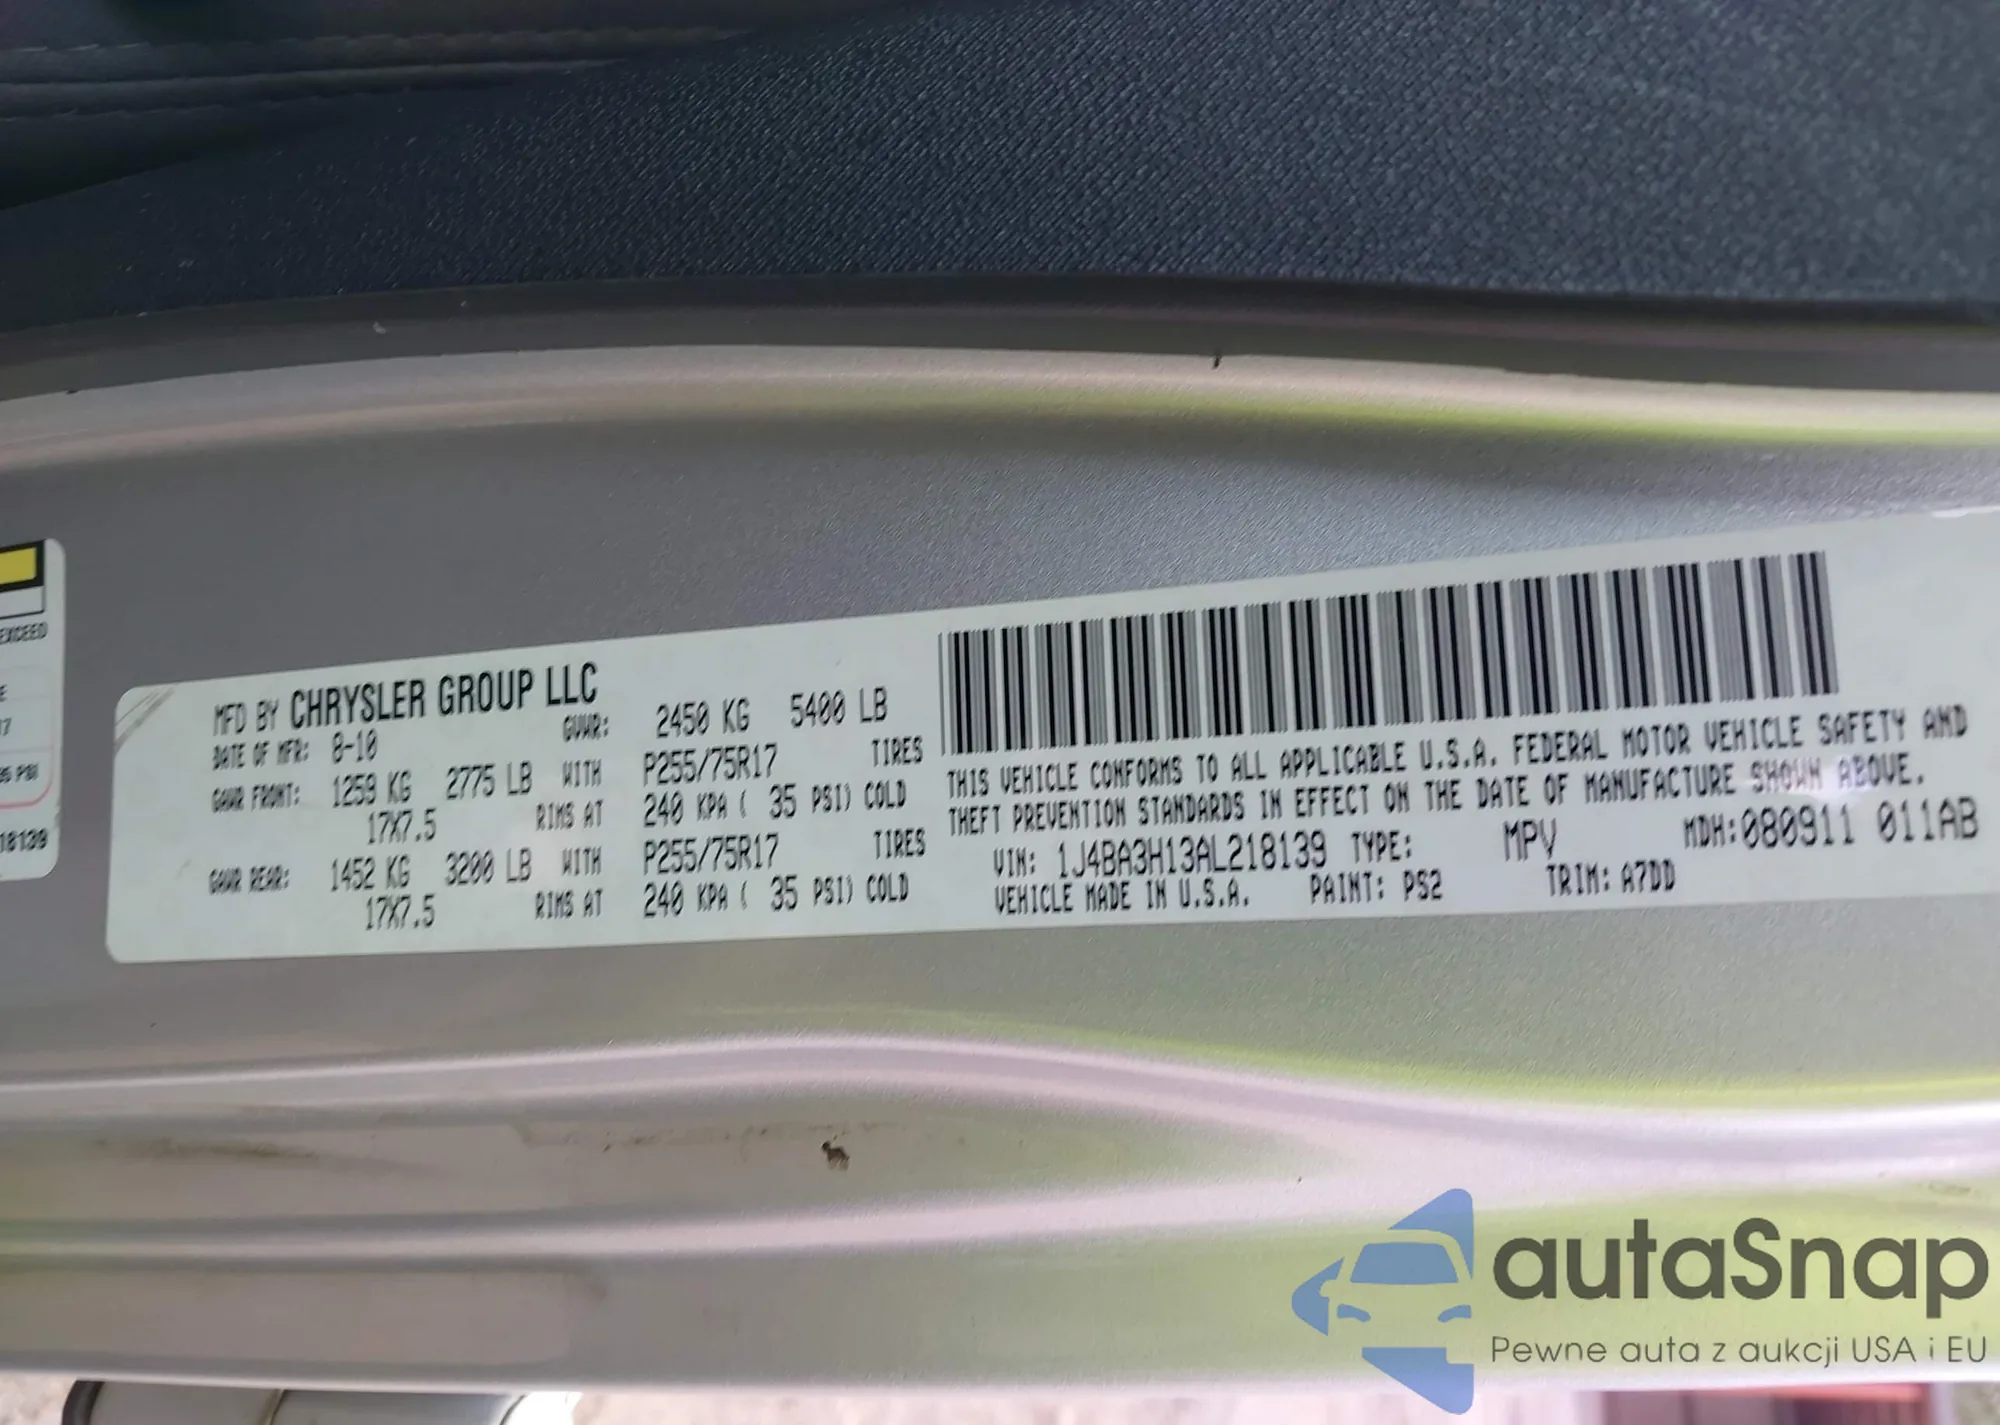 EXCEED
E
17
35 PSI
18139
MFD BY CHRYSLER GROUP LLC
DATE OF MFR: 8-10 GVWR: 2450 KG 5400 LB
GAWR FRONT: 1259 KG 2775 LB WITH P255/75R17 TIRES
17X7.5 RIMS AT 240 KPA ( 35 PSI) COLD
GAWR REAR: 1452 KG 3200 LB WITH P255/75R17 TIRES
17X7.5 RIMS AT 240 KPA ( 35 PSI) COLD
THIS VEHICLE CONFORMS TO ALL APPLICABLE U.S.A. FEDERAL MOTOR VEHICLE SAFETY AND
THEFT PREVENTION STANDARDS IN EFFECT ON THE DATE OF MANUFACTURE SHOWN ABOVE.
VIN: 1J4BA3H13AL218139 TYPE: MPV MDH:080911 011AB
VEHICLE MADE IN U.S.A. PAINT: PS2 TRIM: A7DD
autaSnap
Pewne auta z aukcji USA i EU